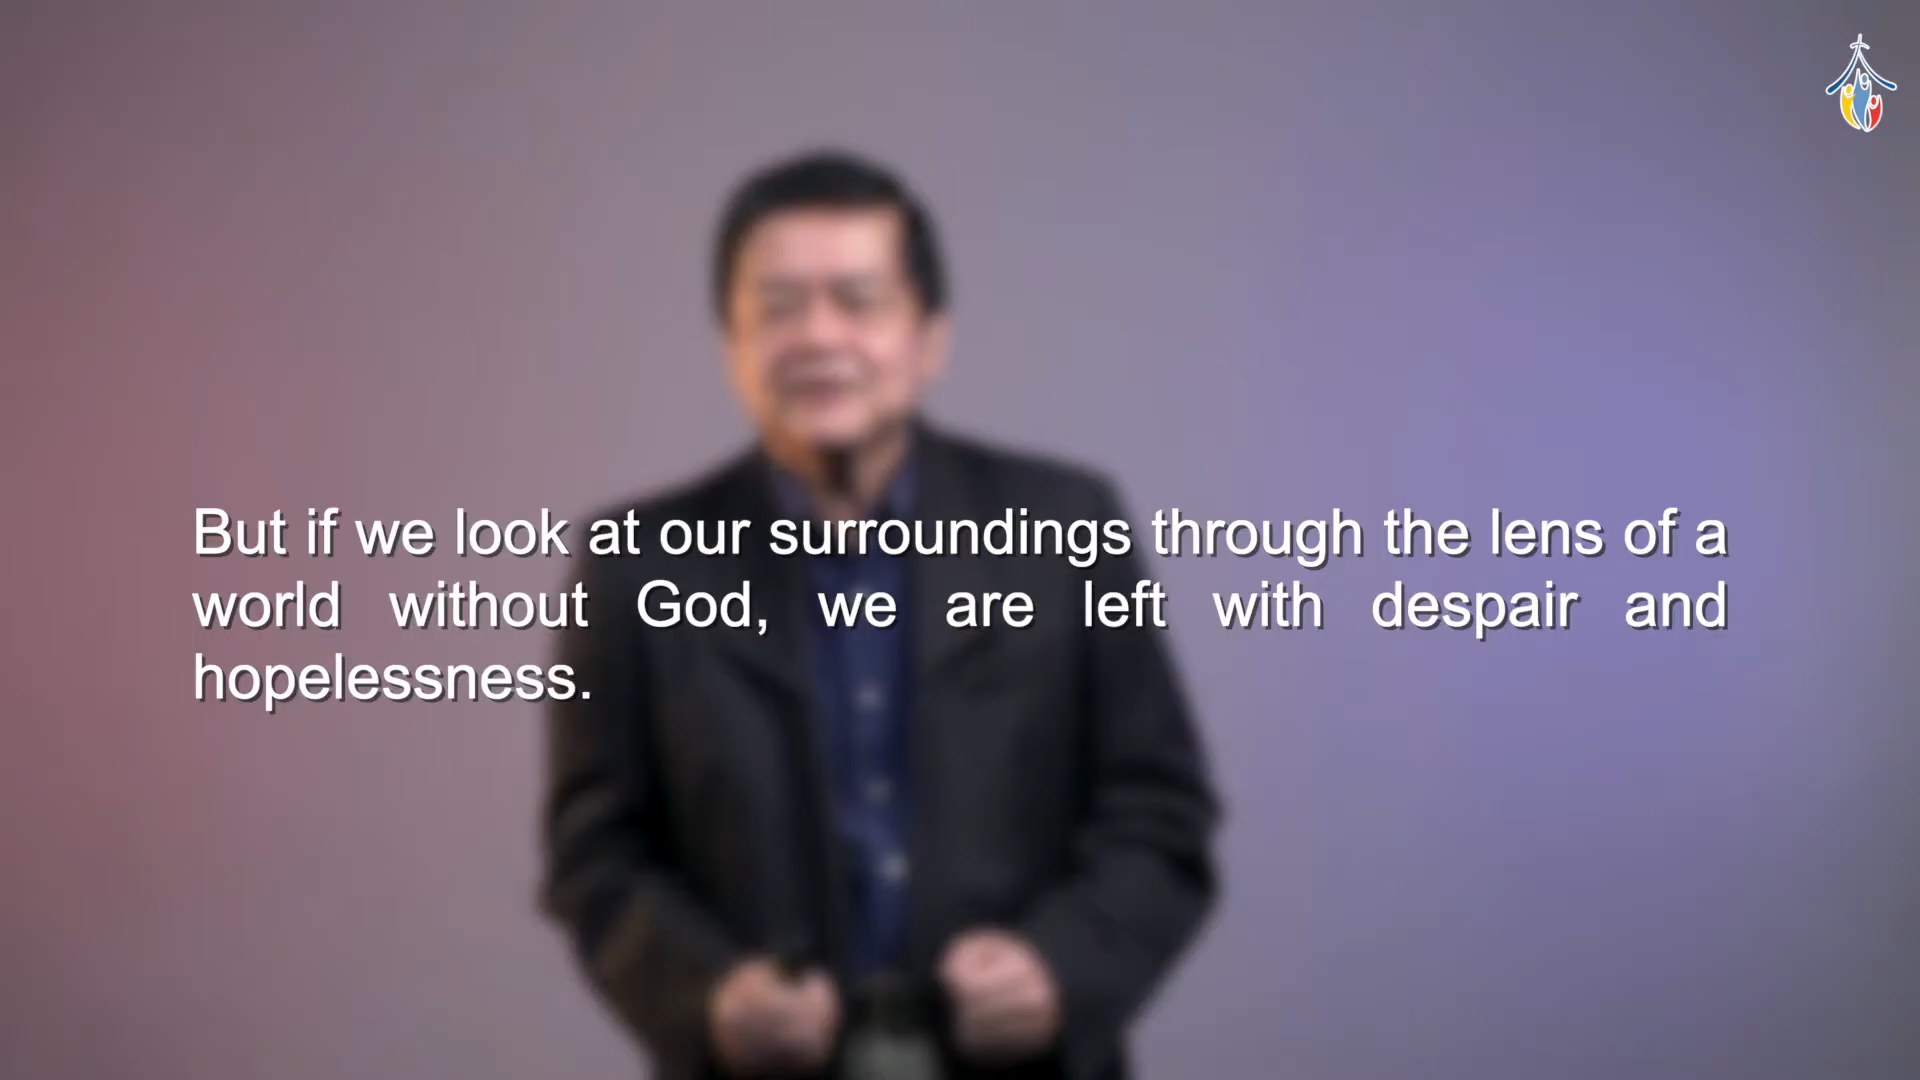 But if we look at our surroundings through the lens of a
world without God, we are left with despair and
hopelessness.